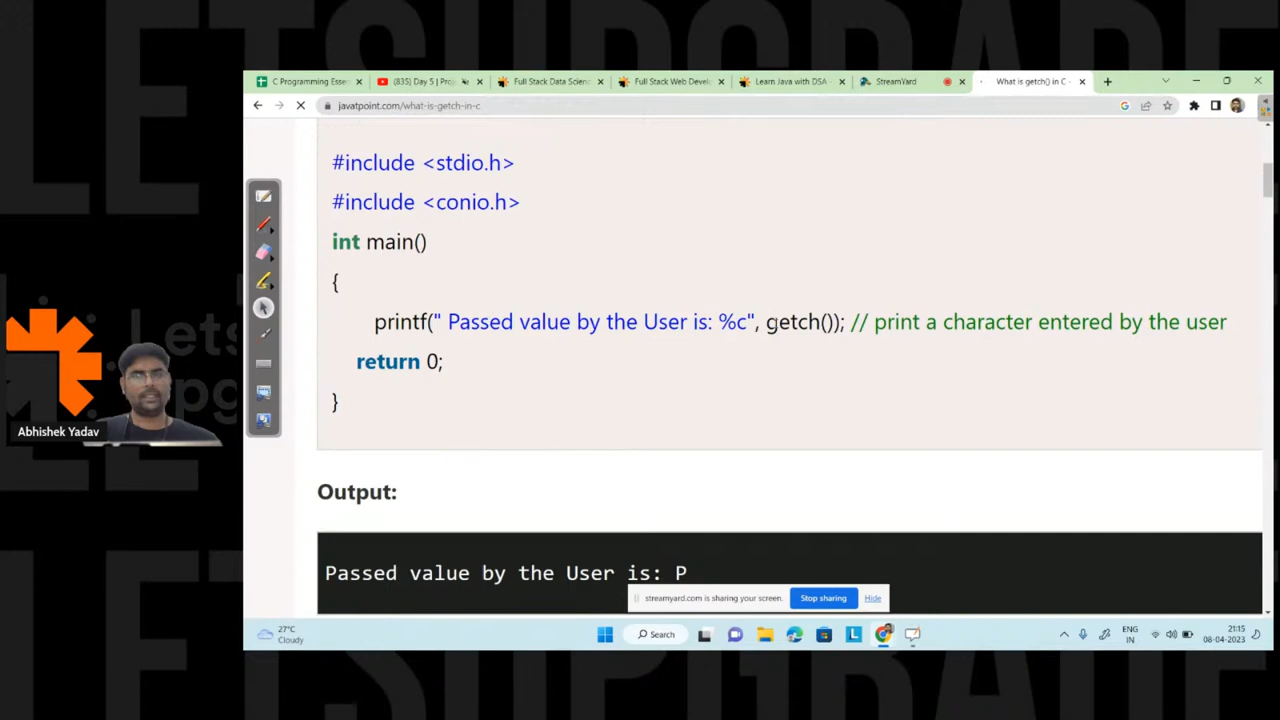 LETSUPGRADE
C Programming Esse
(835) Day 5 | Proj
Full Stack Data Scien
Full Stack Web Devel
Learn Java with DSA
StreamYard
What is getch() in C -
javatpoint.com/what-is-getch-in-c
#include <stdio.h>
#include <conio.h>
int main()
{
printf(" Passed value by the User is: %c", getch()); // print a character entered by the user
return 0;
}
Lets
Upg
Abhishek Yadav
Output:
Passed value by the User is: P
streamyard.com is sharing your screen.
Stop sharing
Hide
27°C
Cloudy
Search
L
ENG
IN
21:15
08-04-2023
LETSUPGRADE